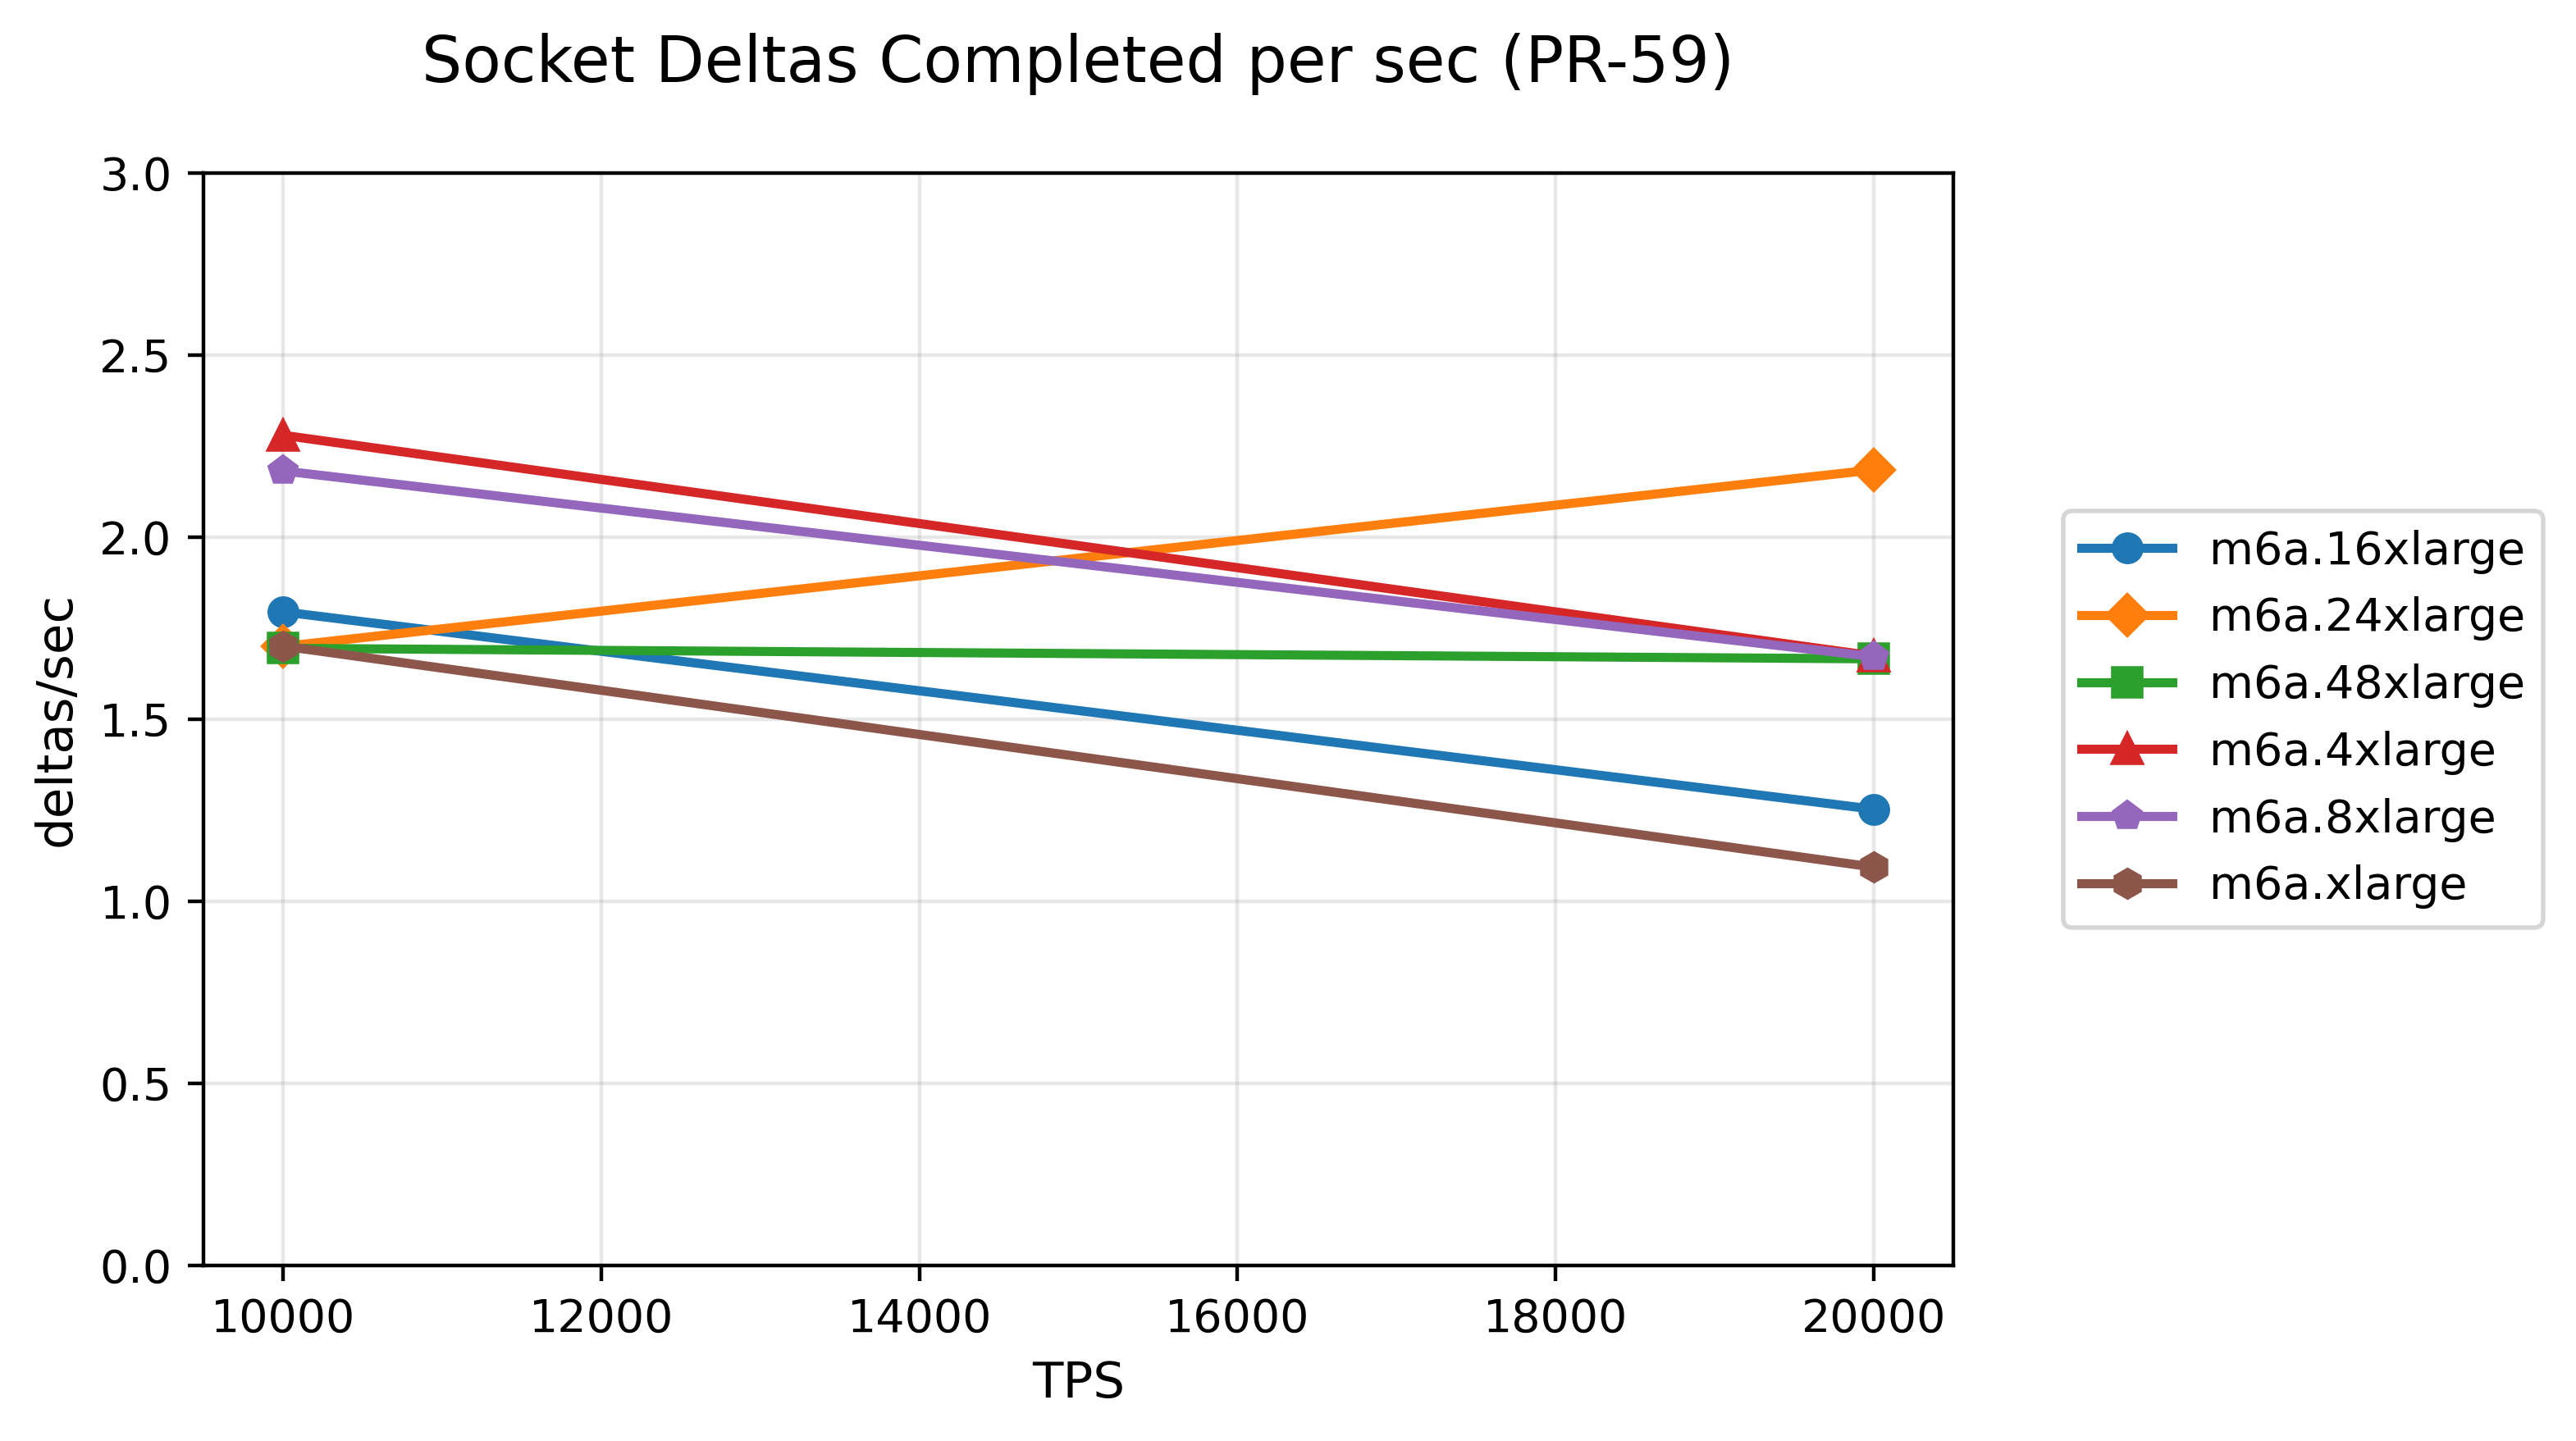 Socket Deltas Completed per sec (PR-59)
3.0
2.5
2.0
1.5
1.0
0.5
0.0
deltas/sec
10000 12000 14000 16000 18000 20000
TPS
m6a.16xlarge
m6a.24xlarge
m6a.48xlarge
m6a.4xlarge
m6a.8xlarge
m6a.xlarge